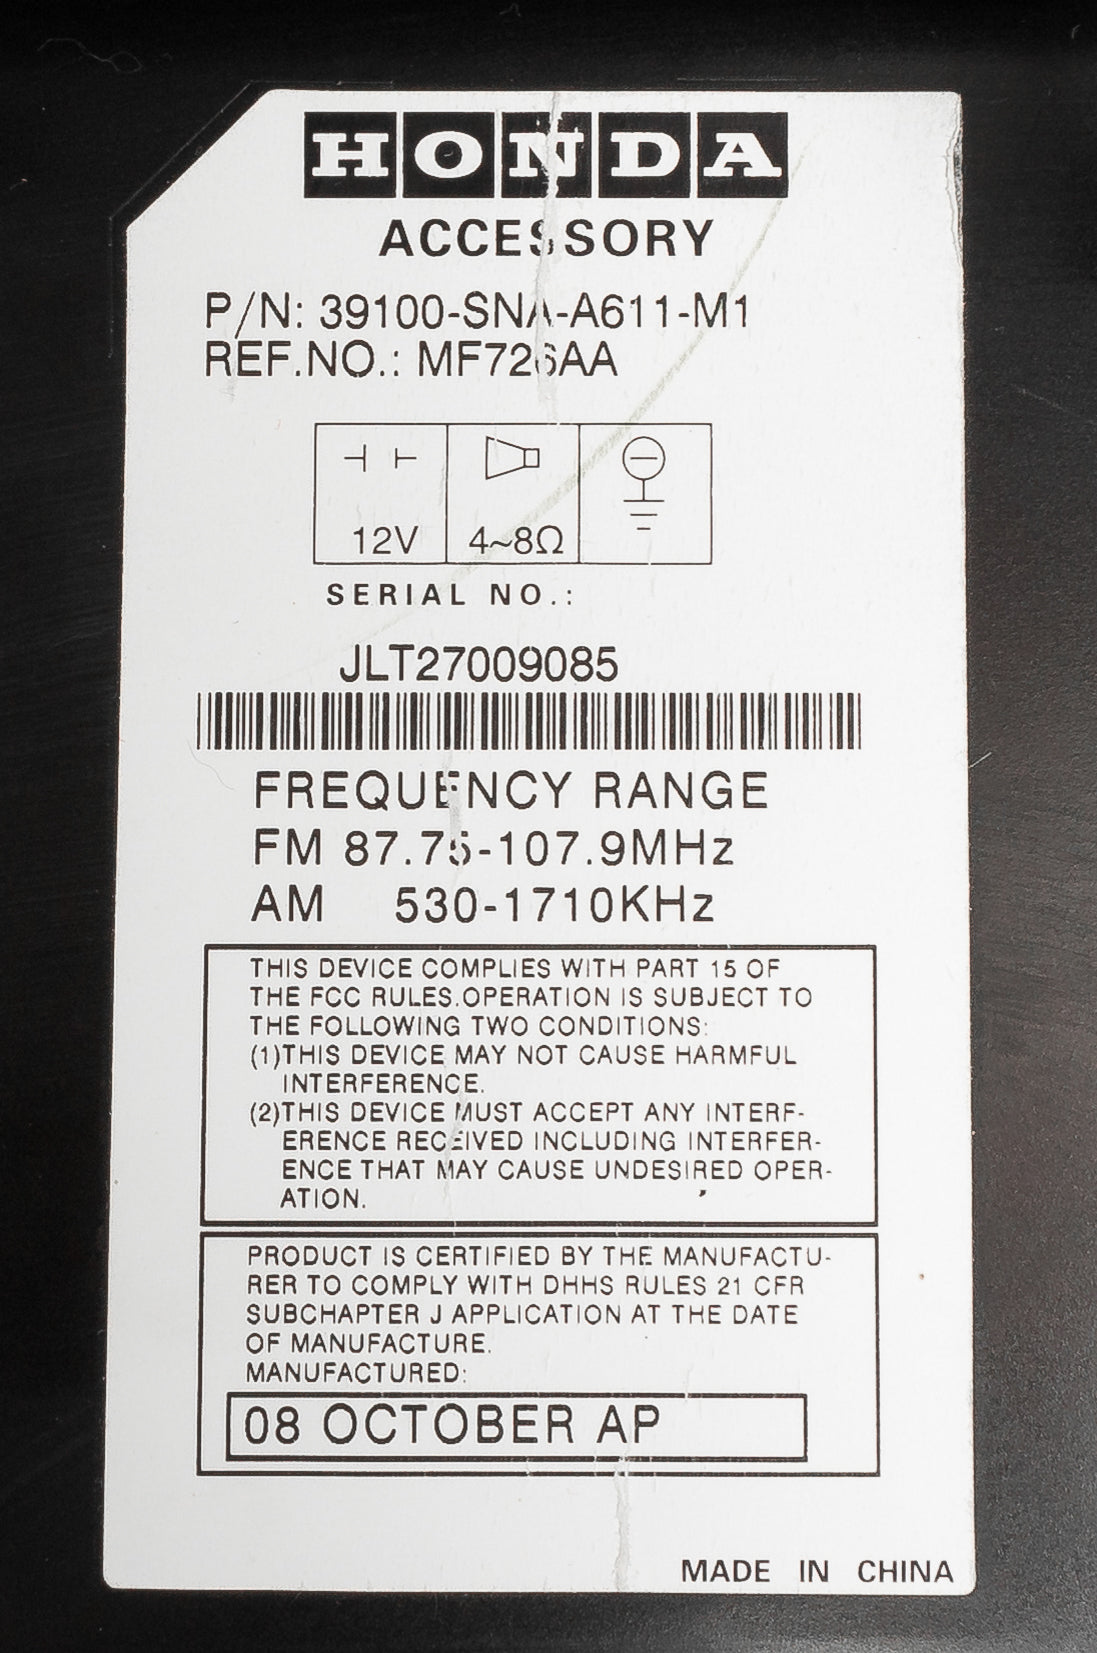 HONDA
ACCESSORY
P/N: 39100-SNA-A611-M1
REF.NO.: MF726AA
12V 4~8Ω
SERIAL NO.:
JLT27009085
FREQUENCY RANGE
FM 87.75-107.9MHz
AM 530-1710KHz
THIS DEVICE COMPLIES WITH PART 15 OF
THE FCC RULES.OPERATION IS SUBJECT TO
THE FOLLOWING TWO CONDITIONS:
(1)THIS DEVICE MAY NOT CAUSE HARMFUL
INTERFERENCE.
(2)THIS DEVICE MUST ACCEPT ANY INTERF-
ERENCE RECEIVED INCLUDING INTERFER-
ENCE THAT MAY CAUSE UNDESIRED OPER-
ATION.
PRODUCT IS CERTIFIED BY THE MANUFACTU-
RER TO COMPLY WITH DHHS RULES 21 CFR
SUBCHAPTER J APPLICATION AT THE DATE
OF MANUFACTURE.
MANUFACTURED:
08 OCTOBER AP
MADE IN CHINA